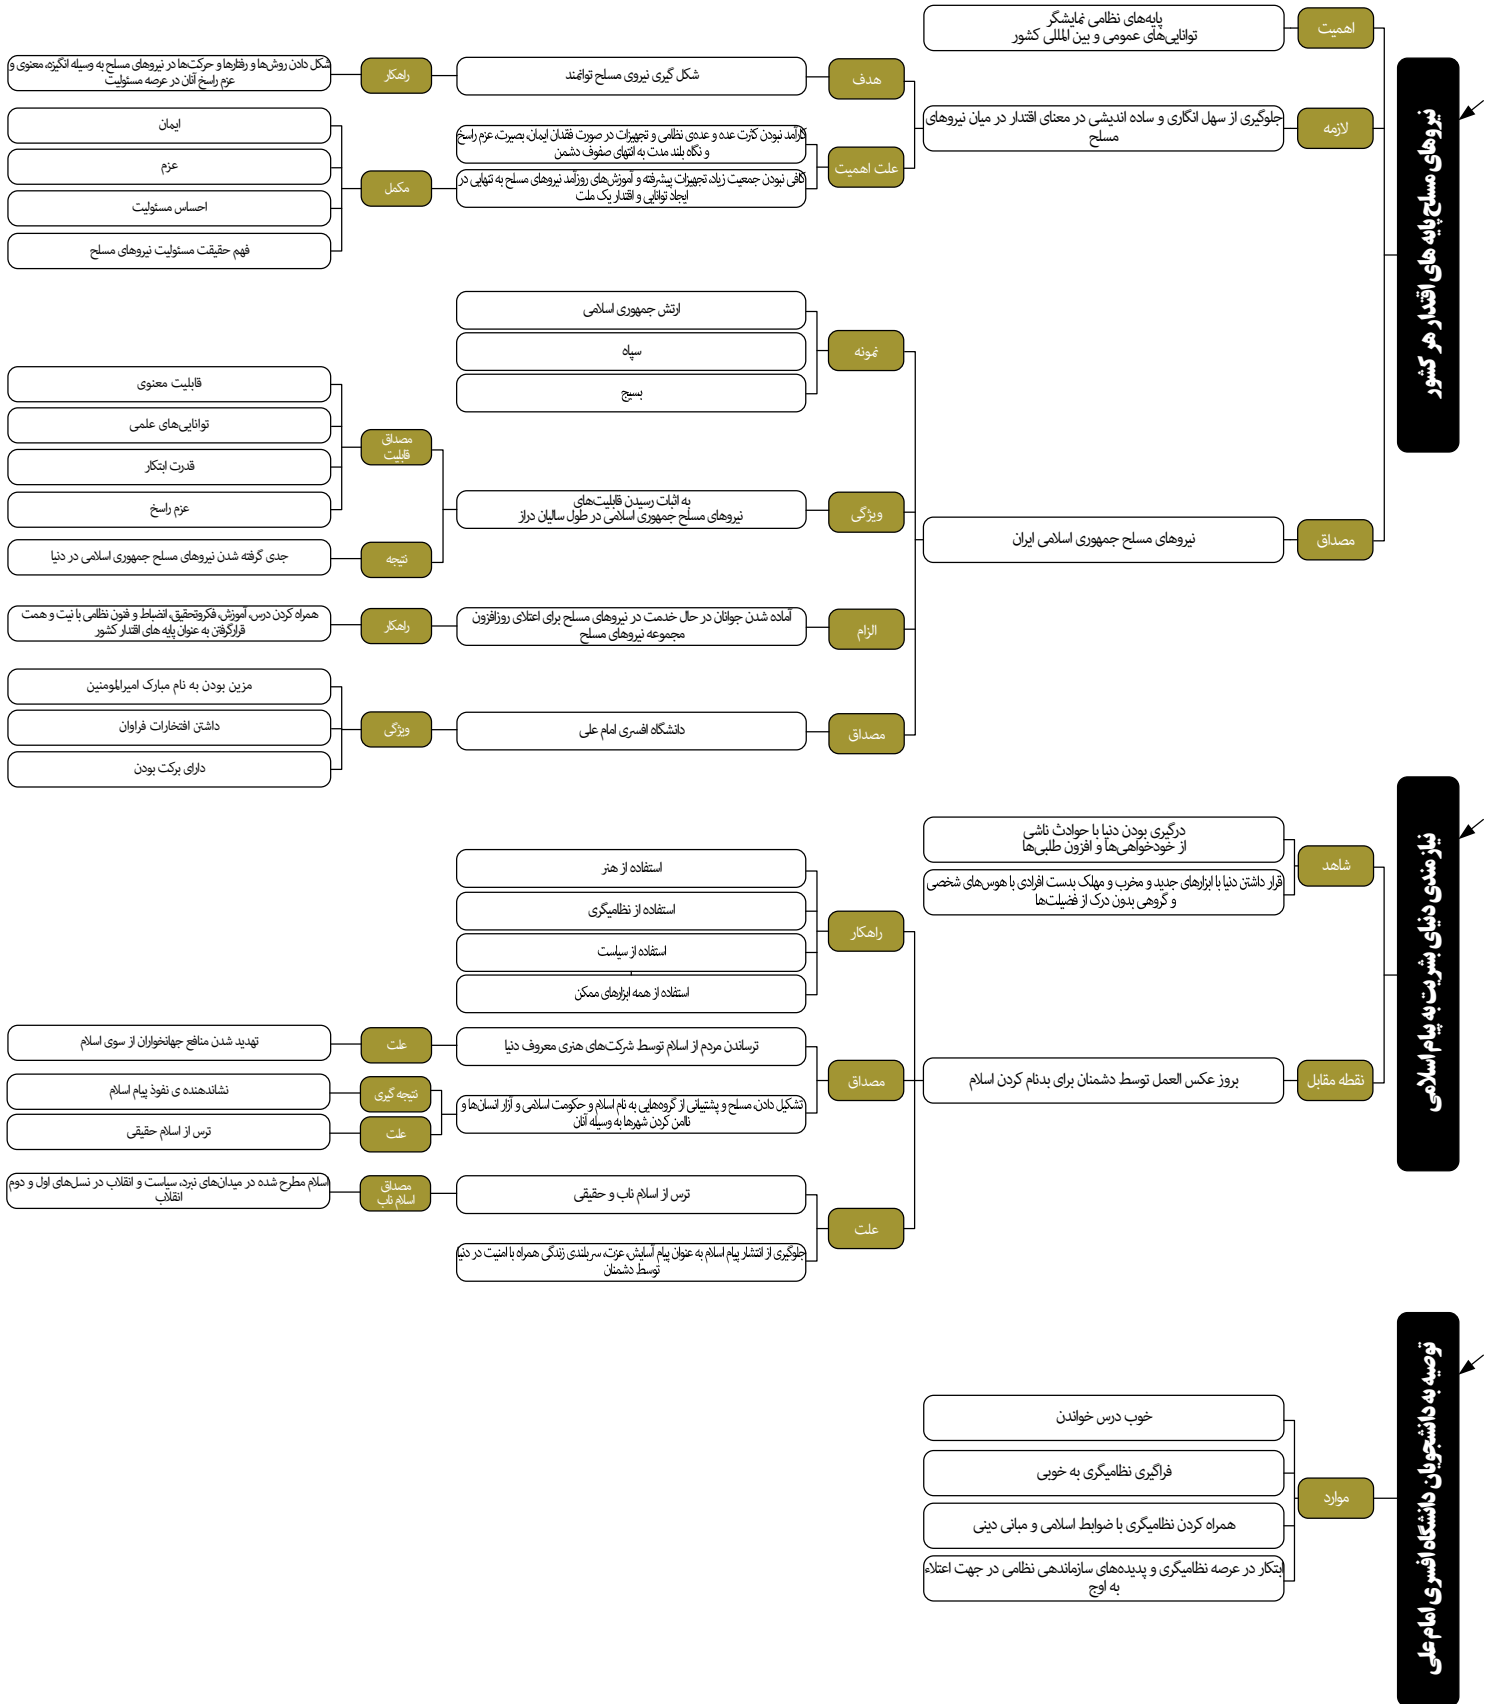 نیروهای مسلح پایه های اقتدار هر کشور
اهمیت
پایه‌های نظامی نمایشگر
توانایی‌های عمومی و بین المللی کشور
لازمه
جلوگیری از سهل انگاری و ساده اندیشی در معنای اقتدار در میان نیروهای
مسلح
هدف
شکل گیری نیروی مسلح توانمند
راهکار
شکل دادن روش‌ها و رفتارها و حرکت‌ها در نیروهای مسلح به وسیله انگیزه، معنوی و
عزم راسخ آنان در عرصه مسئولیت
علت اهمیت
کارآمد نبودن کثرت عده و عده‌ی نظامی و تجهیزات در صورت فقدان ایمان، بصیرت، عزم راسخ
و نگاه بلند مدت به انتهای صفوف دشمن
کافی نبودن جمعیت زیاد، تجهیزات پیشرفته و آموزش‌های روزآمد نیروهای مسلح به تنهایی در
ایجاد توانایی و اقتدار یک ملت
مکمل
ایمان
عزم
احساس مسئولیت
فهم حقیقت مسئولیت نیروهای مسلح
مصداق
نیروهای مسلح جمهوری اسلامی ایران
نمونه
ارتش جمهوری اسلامی
سپاه
بسیج
ویژگی
به اثبات رسیدن قابلیت‌های
نیروهای مسلح جمهوری اسلامی در طول سالیان دراز
مصداق
قابلیت
قابلیت معنوی
توانایی‌های علمی
قدرت ابتکار
عزم راسخ
نتیجه
جدی گرفته شدن نیروهای مسلح جمهوری اسلامی در دنیا
الزام
آماده شدن جوانان در حال خدمت در نیروهای مسلح برای اعتلای روزافزون
مجموعه نیروهای مسلح
راهکار
همراه کردن درس، آموزش، فکروتحقیق، انضباط و فنون نظامی با نیت و همت
قرارگرفتن به عنوان پایه های اقتدار کشور
مصداق
دانشگاه افسری امام علی
ویژگی
مزین بودن به نام مبارک امیرالمومنین
داشتن افتخارات فراوان
دارای برکت بودن
نیازمندی دنیای بشریت به پیام اسلامی
شاهد
درگیری بودن دنیا با حوادث ناشی
از خودخواهی‌ها و افزون طلبی‌ها
قرار داشتن دنیا با ابزارهای جدید و مخرب و مهلک بدست افرادی با هوس‌های شخصی
و گروهی بدون درک از فضیلت‌ها
نقطه مقابل
بروز عکس العمل توسط دشمنان برای بدنام کردن اسلام
راهکار
استفاده از هنر
استفاده از نظامیگری
استفاده از سیاست
استفاده از همه ابزارهای ممکن
مصداق
ترساندن مردم از اسلام توسط شرکت‌های هنری معروف دنیا
علت
تهدید شدن منافع جهانخواران از سوی اسلام
تشکیل دادن، مسلح و پشتیبانی از گروه‌هایی به نام اسلام و حکومت اسلامی و آزار انسان‌ها و
ناامن کردن شهرها به وسیله آنان
نتیجه گیری
نشاندهنده ی نفوذ پیام اسلام
علت
ترس از اسلام حقیقی
علت
ترس از اسلام ناب و حقیقی
مصداق
اسلام ناب
اسلام مطرح شده در میدان‌های نبرد، سیاست و انقلاب در نسل‌های اول و دوم
انقلاب
جلوگیری از انتشار پیام اسلام به عنوان پیام آسایش، عزت، سربلندی زندگی همراه با امنیت در دنیا
توسط دشمنان
توصیه به دانشجویان دانشگاه افسری امام علی
موارد
خوب درس خواندن
فراگیری نظامیگری به خوبی
همراه کردن نظامیگری با ضوابط اسلامی و مبانی دینی
ابتکار در عرصه نظامیگری و پدیده‌های سازماندهی نظامی در جهت اعتلاء
به اوج